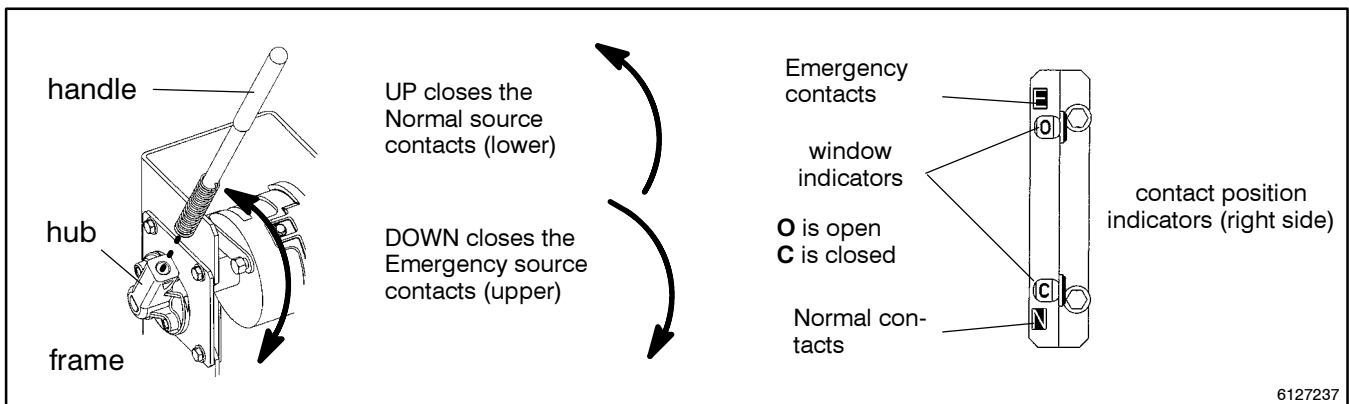 handle
hub
frame
UP closes the
Normal source
contacts (lower)
DOWN closes the
Emergency source
contacts (upper)
Emergency
contacts
E
O
window
indicators
O is open
C is closed
C
N
Normal con-
tacts
contact position
indicators (right side)
6127237